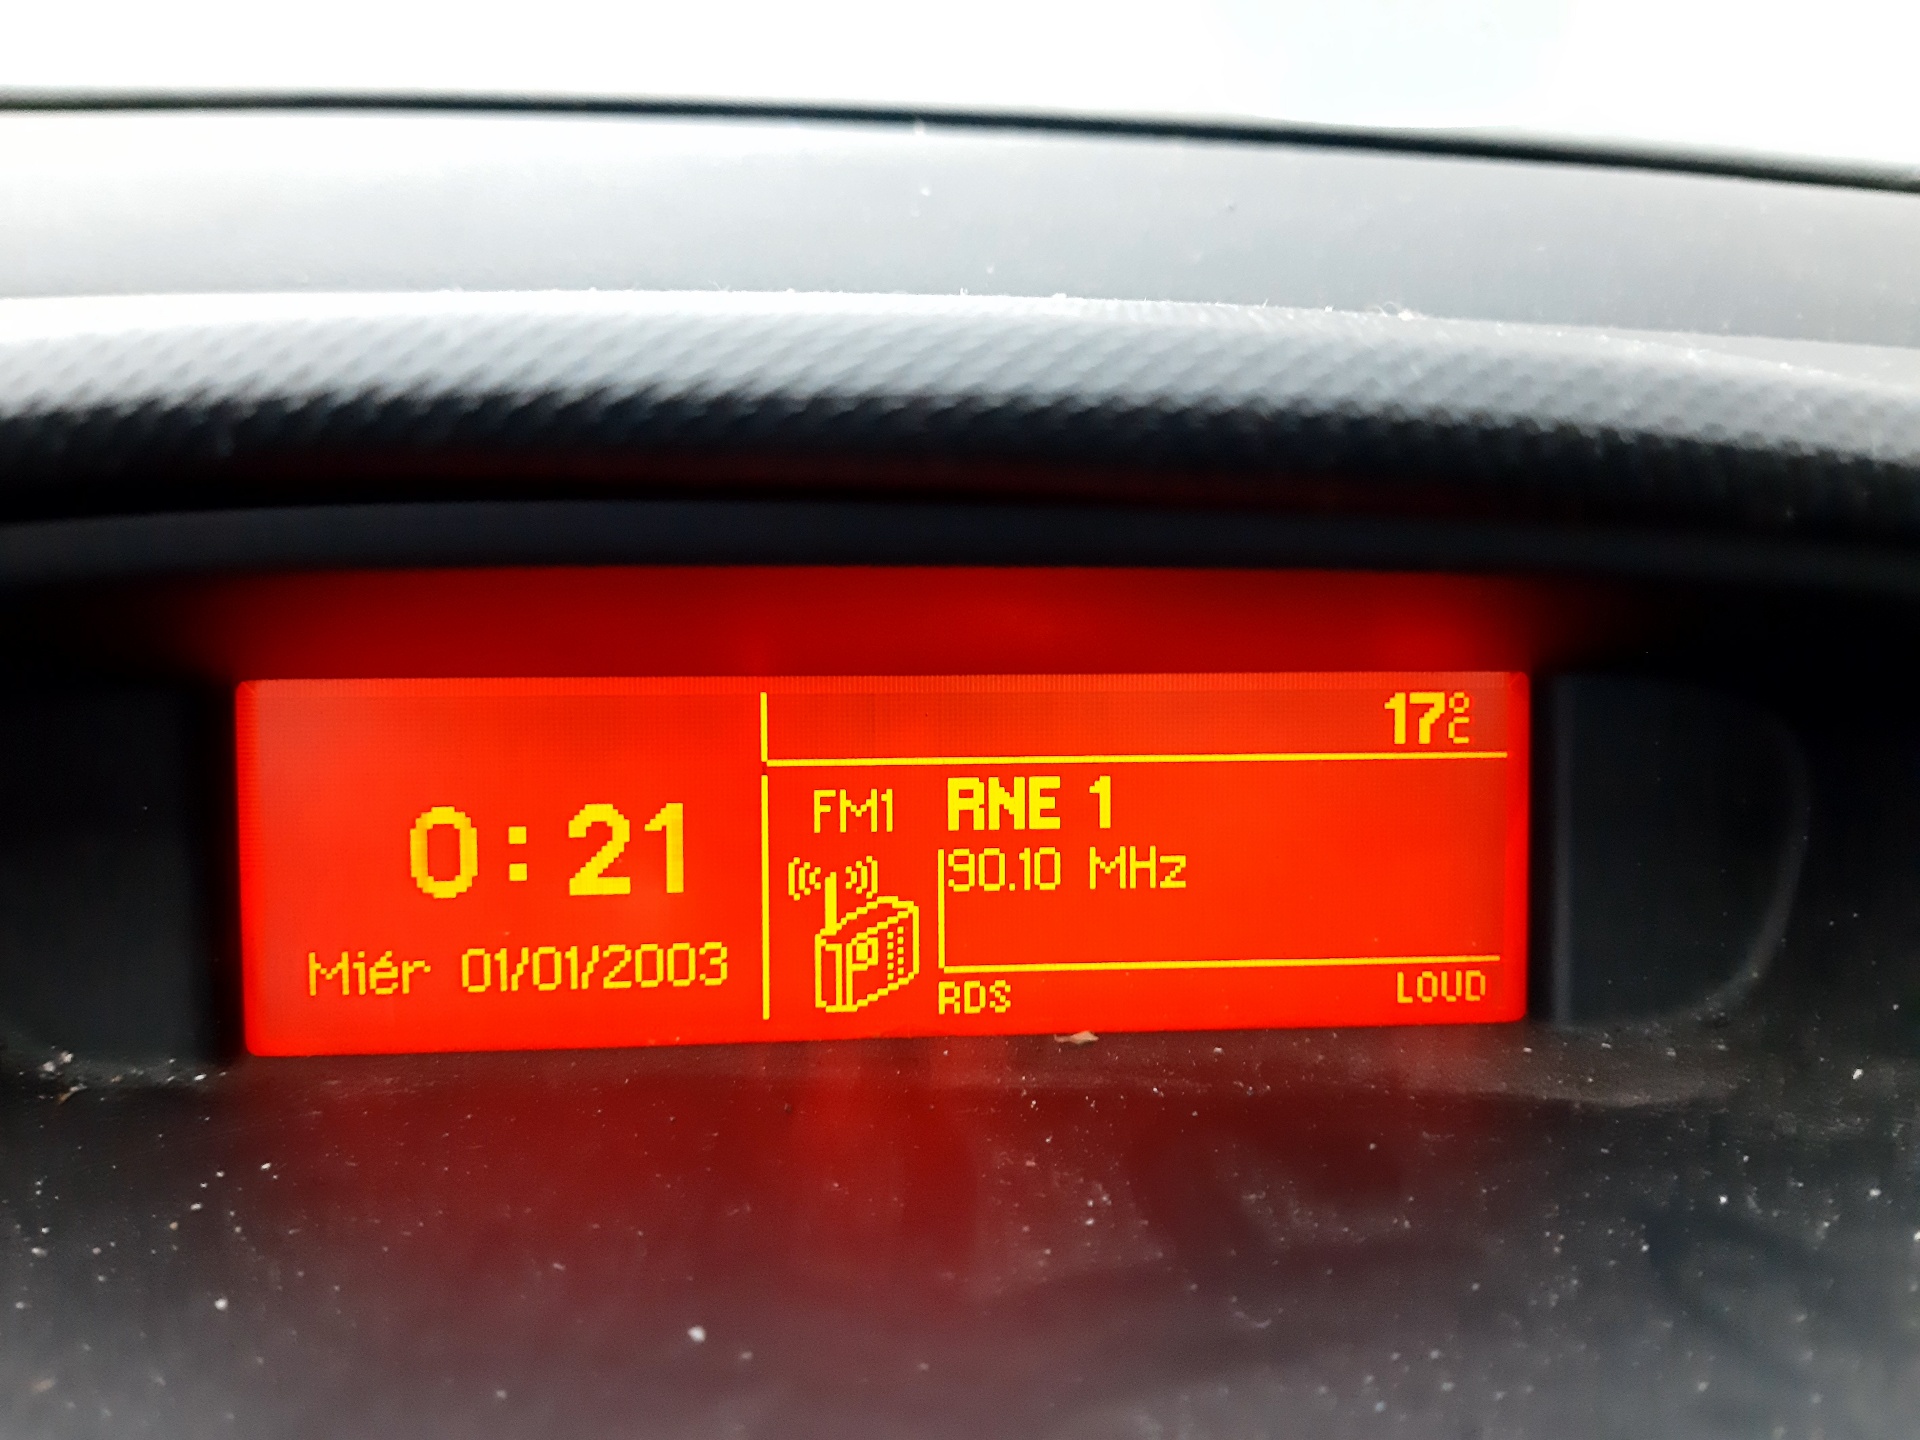 0:21
Miér 01/01/2003
17°C
FM1 RNE 1
90.10 MHz
RDS LOUD